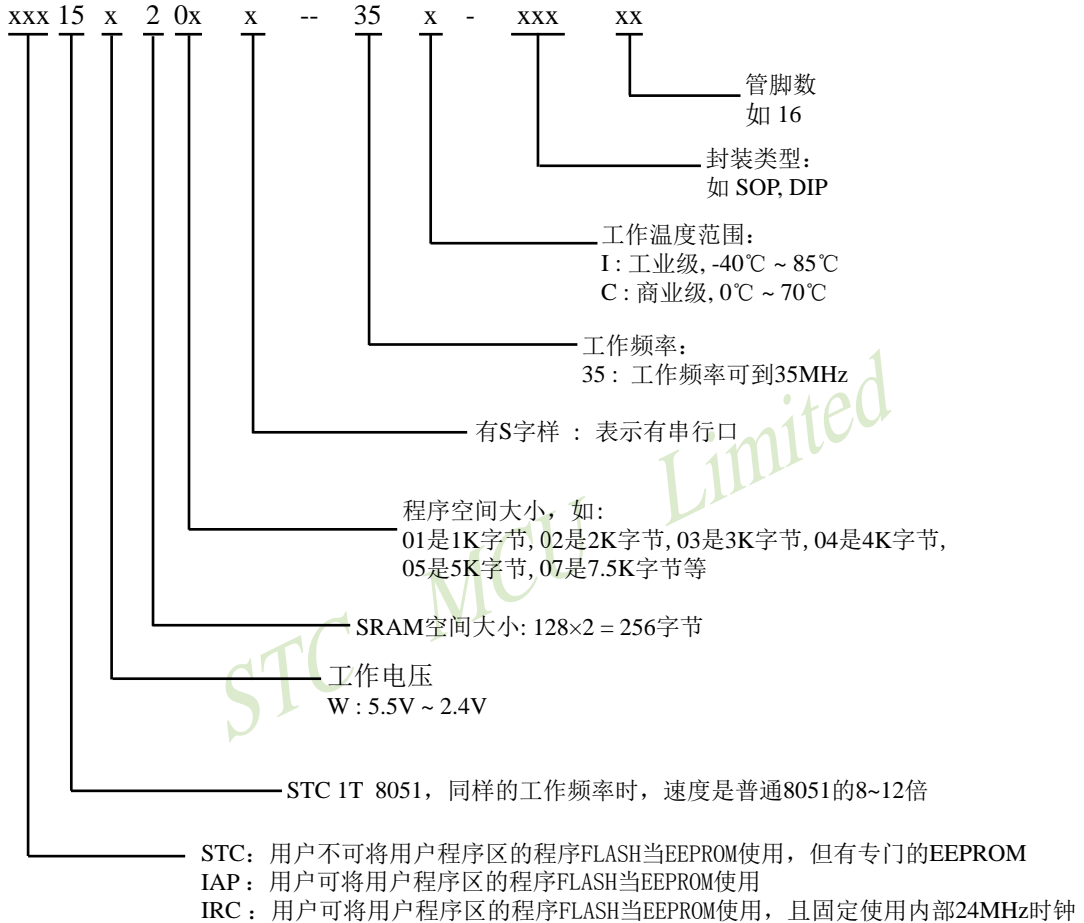 xxx 15 x 2 0x x -- 35 x - xxx xx
管脚数
如 16
封装类型：
如 SOP, DIP
工作温度范围：
I : 工业级, -40℃ ~ 85℃
C : 商业级, 0℃ ~ 70℃
工作频率：
35 : 工作频率可到35MHz
有S字样 : 表示有串行口
程序空间大小，如:
01是1K字节, 02是2K字节, 03是3K字节, 04是4K字节,
05是5K字节, 07是7.5K字节等
SRAM空间大小: 128×2 = 256字节
工作电压
W : 5.5V ~ 2.4V
STC 1T 8051，同样的工作频率时，速度是普通8051的8~12倍
STC：用户不可将用户程序区的程序FLASH当EEPROM使用，但有专门的EEPROM
IAP：用户可将用户程序区的程序FLASH当EEPROM使用
IRC：用户可将用户程序区的程序FLASH当EEPROM使用，且固定使用内部24MHz时钟
STC MCU Limited